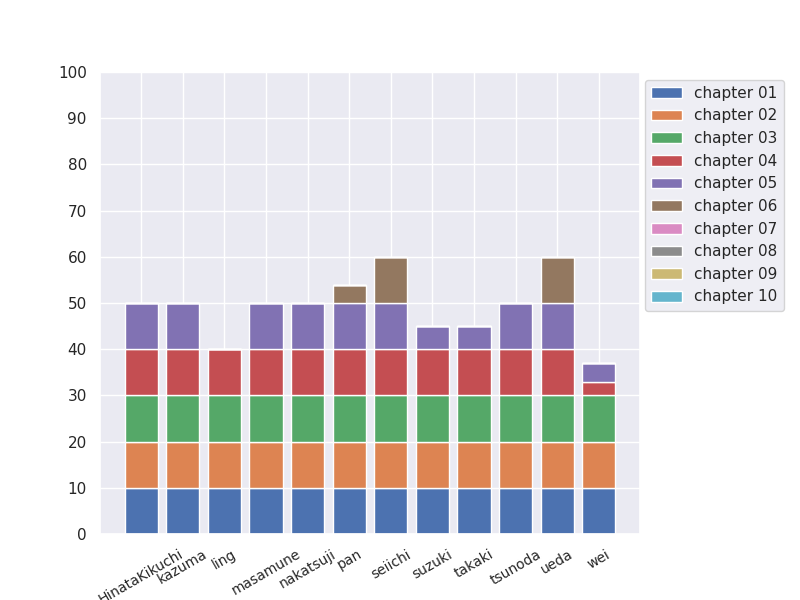 100
90
80
70
60
50
40
30
20
10
0
HinataKikuchi
kazuma
ling
masamune
nakatsuji
pan
seiichi
suzuki
takaki
tsunoda
ueda
wei
chapter 01
chapter 02
chapter 03
chapter 04
chapter 05
chapter 06
chapter 07
chapter 08
chapter 09
chapter 10